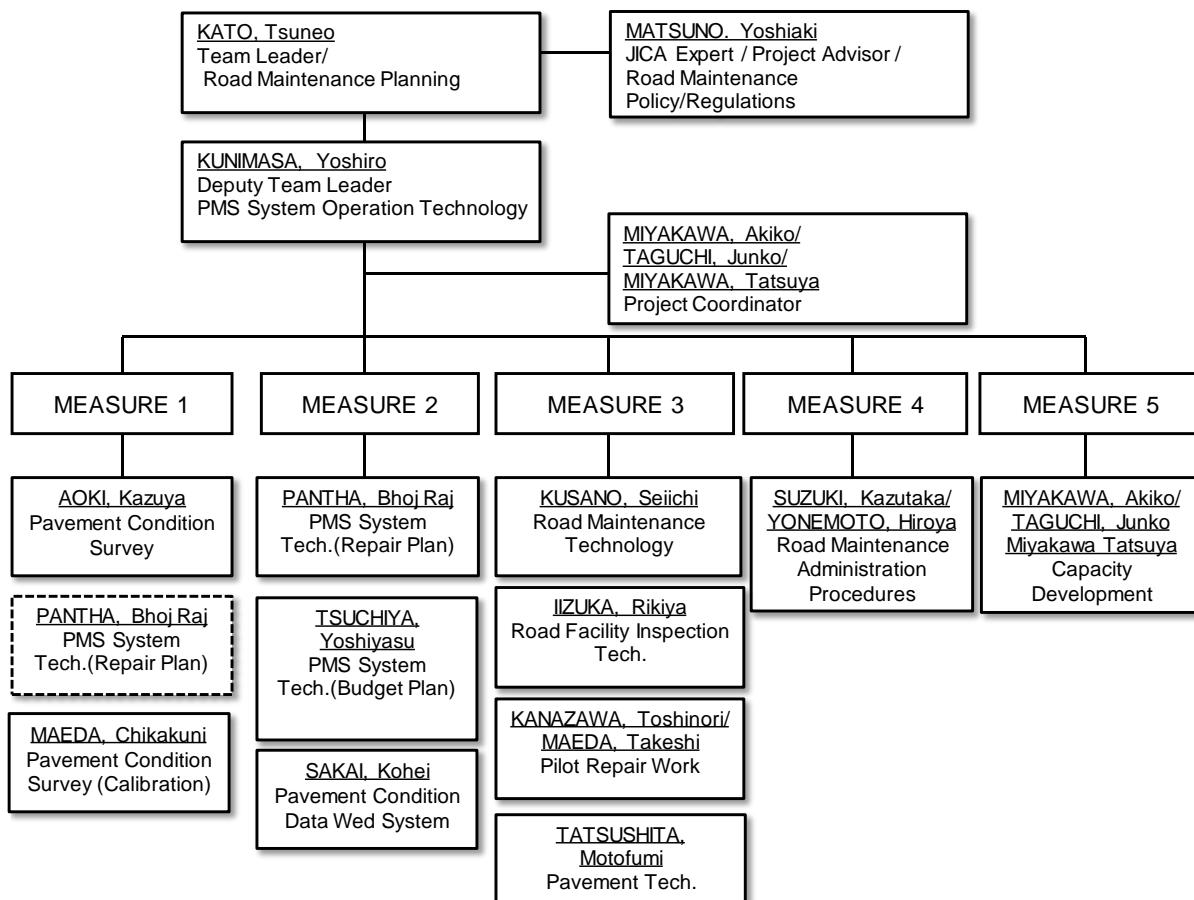 KATO, Tsuneo
Team Leader/
Road Maintenance Planning
MATSUNO. Yoshiaki
JICA Expert / Project Advisor /
Road Maintenance
Policy/Regulations
KUNIMASA, Yoshiro
Deputy Team Leader
PMS System Operation Technology
MIYAKAWA, Akiko/
TAGUCHI, Junko/
MIYAKAWA, Tatsuya
Project Coordinator
MEASURE 1
MEASURE 2
MEASURE 3
MEASURE 4
MEASURE 5
AOKI, Kazuya
Pavement Condition
Survey
PANTHA, Bhoj Raj
PMS System
Tech.(Repair Plan)
MAEDA, Chikakuni
Pavement Condition
Survey (Calibration)
PANTHA, Bhoj Raj
PMS System
Tech.(Repair Plan)
TSUCHIYA,
Yoshiyasu
PMS System
Tech.(Budget Plan)
SAKAI, Kohei
Pavement Condition
Data Wed System
KUSANO, Seiichi
Road Maintenance
Technology
IIZUKA, Rikiya
Road Facility Inspection
Tech.
KANAZAWA, Toshinori/
MAEDA, Takeshi
Pilot Repair Work
TATSUSHITA,
Motofumi
Pavement Tech.
SUZUKI, Kazutaka/
YONEMOTO, Hiroya
Road Maintenance
Administration
Procedures
MIYAKAWA, Akiko/
TAGUCHI, Junko
Miyakawa Tatsuya
Capacity
Development